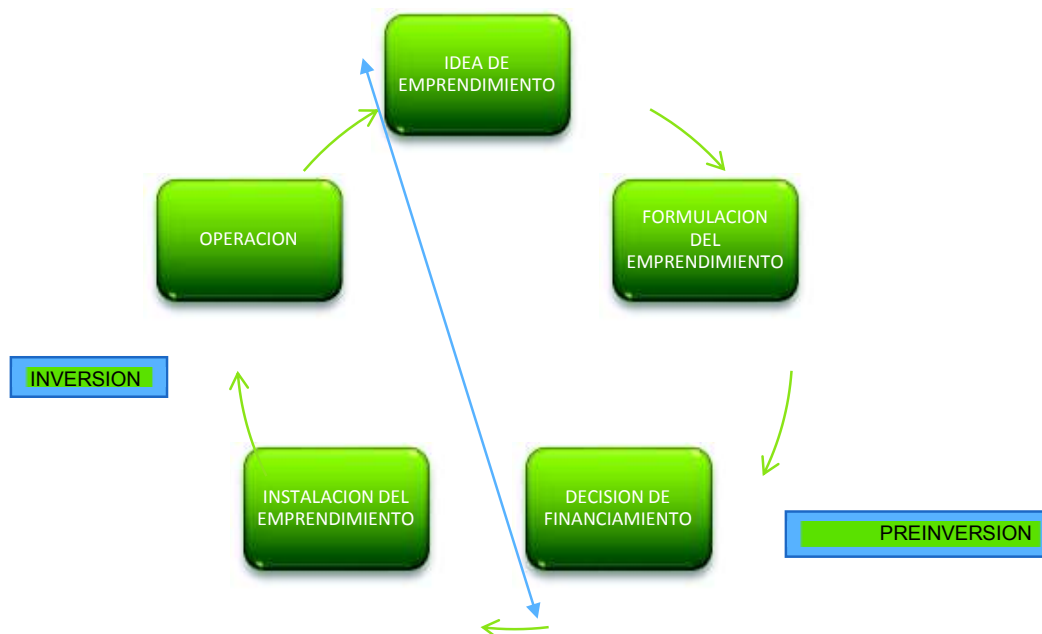 IDEA DE
EMPRENDIMIENTO
OPERACION
FORMULACION
DEL
EMPRENDIMIENTO
INVERSION
INSTALACION DEL
EMPRENDIMIENTO
DECISION DE
FINANCIAMIENTO
PREINVERSION